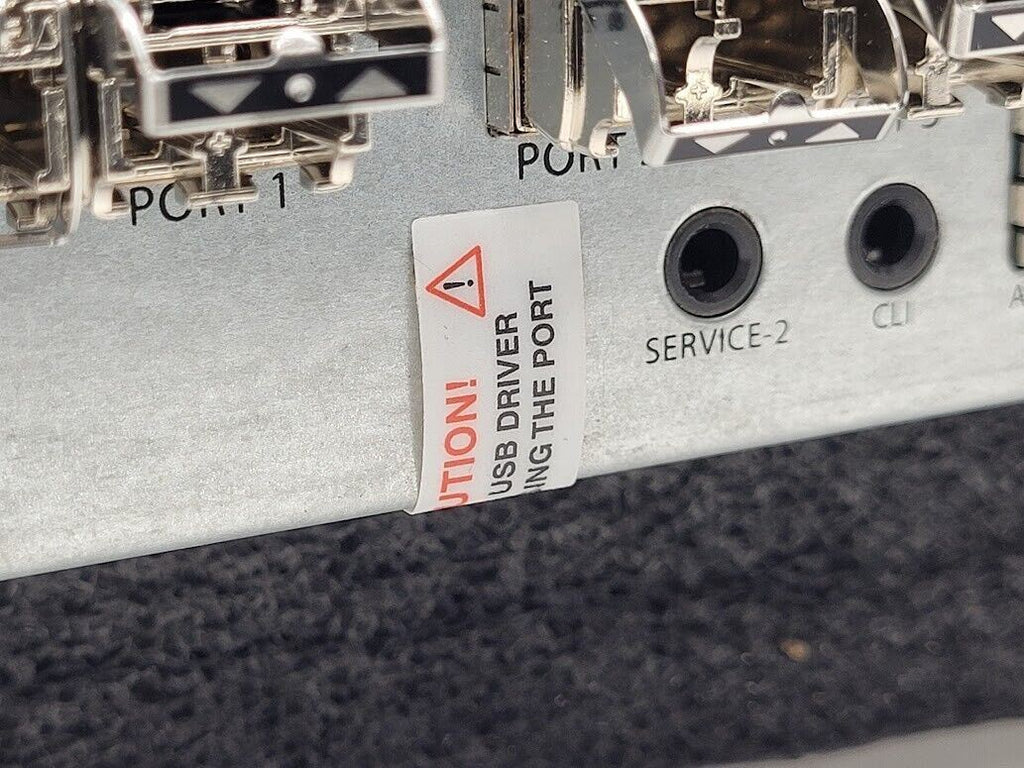 PORT 1
PORT
SERVICE-2
CLI
UTION!
USB DRIVER
ING THE PORT